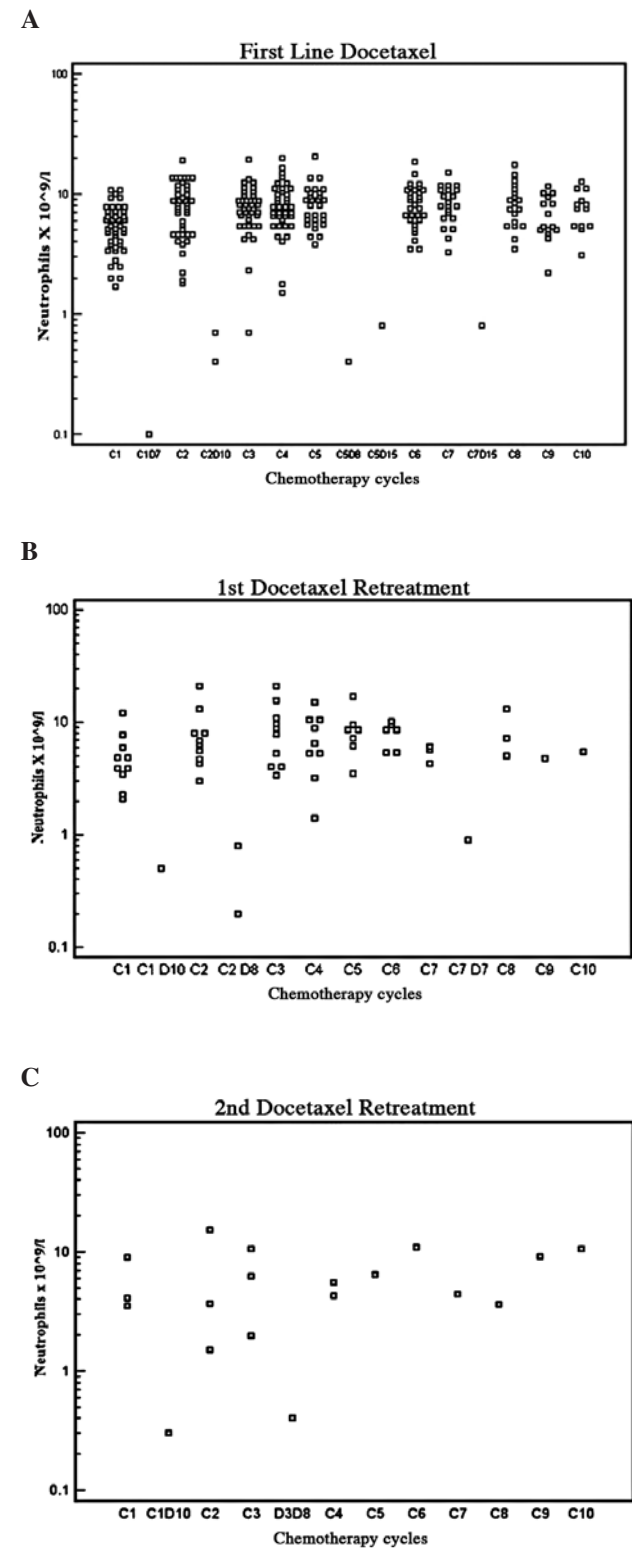 A
First Line Docetaxel
100
10
1
0.1
Neutrophils X 10^9/l
C1 C1D7 C2 C2D10 C3 C4 C5 C5D8 C5D15 C6 C7 C7D15 C8 C9 C10
Chemotherapy cycles
B
1st Docetaxel Retreatment
100
10
1
0.1
Neutrophils X 10^9/l
C1 C1 D10 C2 C2 D8 C3 C4 C5 C6 C7 C7 D7 C8 C9 C10
Chemotherapy cycles
C
2nd Docetaxel Retreatment
100
10
1
0.1
Neutrophils x 10^9/l
C1 C1D10 C2 C3 D3D8 C4 C5 C6 C7 C8 C9 C10
Chemotherapy cycles